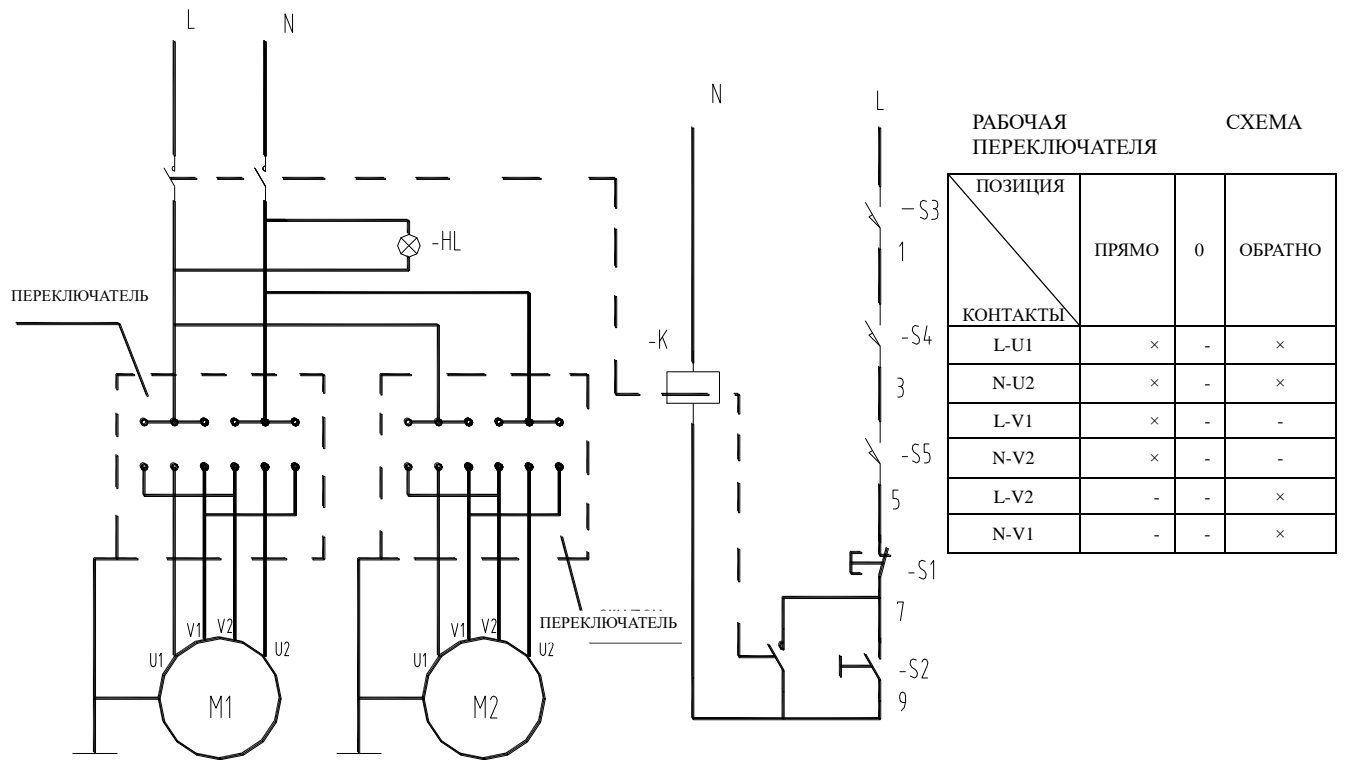 L
N
-HL
ПЕРЕКЛЮЧАТЕЛЬ
V1
V2
U1
U2
M1
V1
V2
U1
U2
M2
ПЕРЕКЛЮЧАТЕЛЬ
N
L
-K
-S3
1
-S4
3
-S5
5
-S1
7
-S2
9
РАБОЧАЯ СХЕМА
ПЕРЕКЛЮЧАТЕЛЯ
ПОЗИЦИЯ
КОНТАКТЫ
ПРЯМО 0 ОБРАТНО
L-U1 × - ×
N-U2 × - ×
L-V1 × - -
N-V2 × - -
L-V2 - - ×
N-V1 - - ×